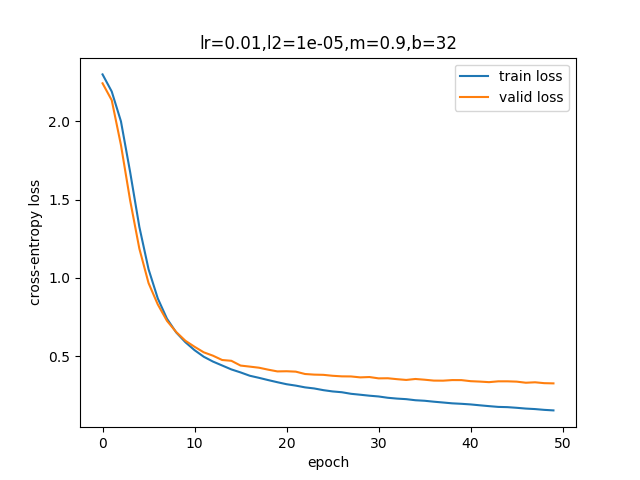 lr=0.01,l2=1e-05,m=0.9,b=32
train loss
valid loss
2.0
1.5
1.0
0.5
cross-entropy loss
0 10 20 30 40 50
epoch